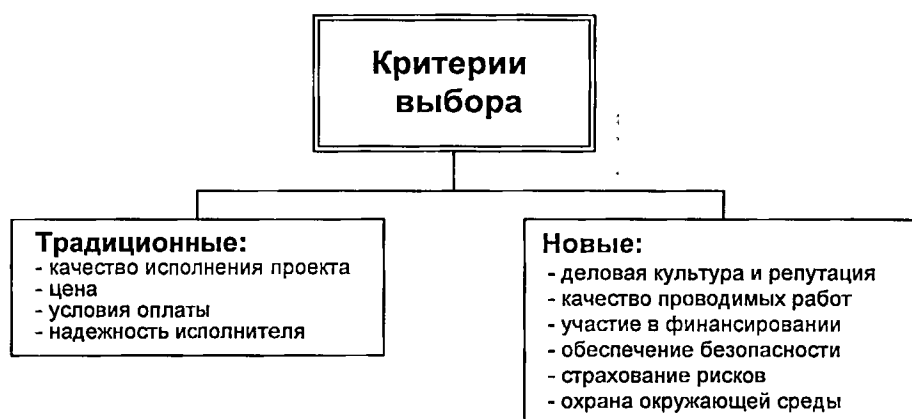 Критерии
выбора
Традиционные:
- качество исполнения проекта
- цена
- условия оплаты
- надежность исполнителя
Новые:
- деловая культура и репутация
- качество проводимых работ
- участие в финансировании
- обеспечение безопасности
- страхование рисков
- охрана окружающей среды